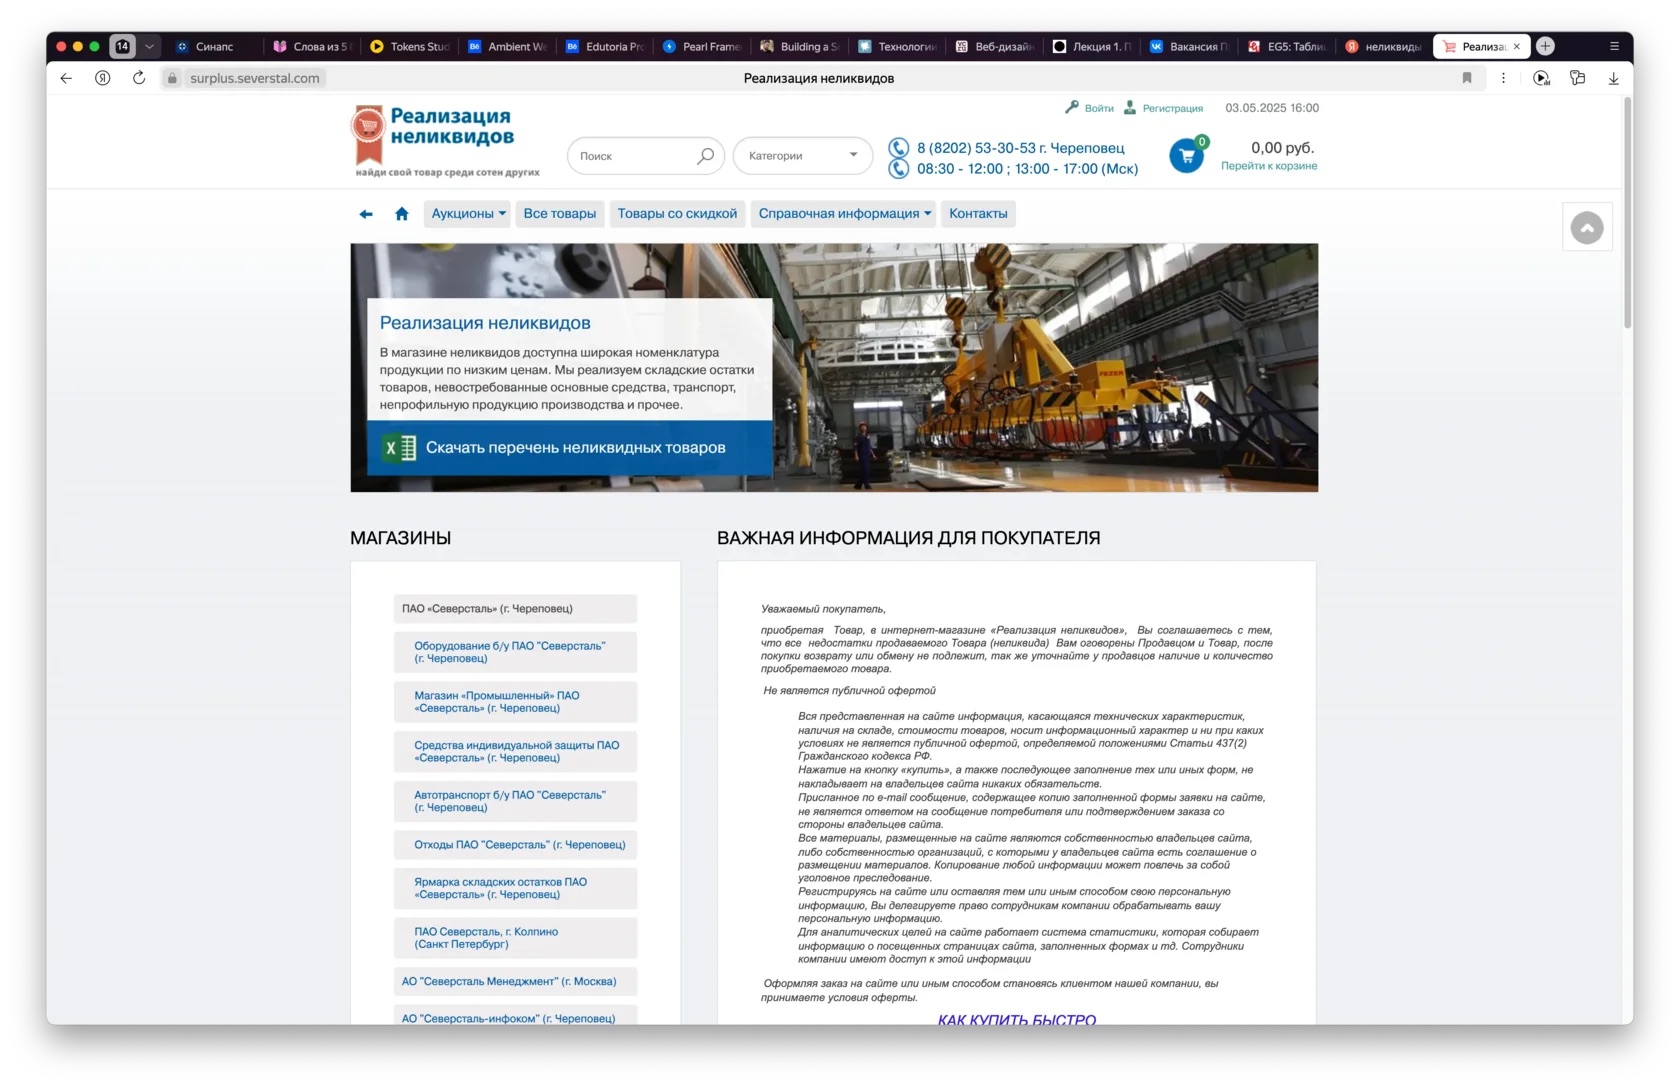 14
Синапс
Слова из 5
Tokens Stud
Ambient We
Edutoria Pro
Pearl Frame
Building a S
Технологии
Веб-дизайн
Лекция 1. П
Вакансия П
EG5: Табли
неликвиды
Реализа
surplus.severstal.com
Реализация неликвидов
Реализация
неликвидов
найди свой товар среди сотен других
Поиск
Категории
Войти
Регистрация
03.05.2025 16:00
8 (8202) 53-30-53 г. Череповец
08:30 - 12:00 ; 13:00 - 17:00 (Мск)
0
0,00 руб.
Перейти к корзине
Аукционы
Все товары
Товары со скидкой
Справочная информация
Контакты
Реализация неликвидов
В магазине неликвидов доступна широкая номенклатура
продукции по низким ценам. Мы реализуем складские остатки
товаров, невостребованные основные средства, транспорт,
непрофильную продукцию производства и прочее.
Скачать перечень неликвидных товаров
FEZER
МАГАЗИНЫ
ПАО «Северсталь» (г. Череповец)
Оборудование б/у ПАО "Северсталь"
(г. Череповец)
Магазин «Промышленный» ПАО
«Северсталь» (г. Череповец)
Средства индивидуальной защиты ПАО
«Северсталь» (г. Череповец)
Автотранспорт б/у ПАО "Северсталь"
(г. Череповец)
Отходы ПАО "Северсталь" (г. Череповец)
Ярмарка складских остатков ПАО
«Северсталь» (г. Череповец)
ПАО Северсталь, г. Колпино
(Санкт Петербург)
АО "Северсталь Менеджмент" (г. Москва)
АО "Северсталь-инфоком" (г. Череповец)
ВАЖНАЯ ИНФОРМАЦИЯ ДЛЯ ПОКУПАТЕЛЯ
Уважаемый покупатель,
приобретая Товар, в интернет-магазине «Реализация неликвидов», Вы соглашаетесь с тем,
что все недостатки продаваемого Товара (неликвида) Вам оговорены Продавцом и Товар, после
покупки возврату или обмену не подлежит, так же уточнайте у продавцов наличие и количество
приобретаемого товара.
Не является публичной офертой
Вся представленная на сайте информация, касающаяся технических характеристик,
наличия на складе, стоимости товаров, носит информационный характер и ни при каких
условиях не является публичной офертой, определяемой положениями Статьи 437(2)
Гражданского кодекса РФ.
Нажатие на кнопку «купить», а также последующее заполнение тех или иных форм, не
накладывает на владельцев сайта никаких обязательств.
Присланное по e-mail сообщение, содержащее копию заполненной формы заявки на сайте,
не является ответом на сообщение потребителя или подтверждением заказа со
стороны владельцев сайта.
Все материалы, размещенные на сайте являются собственностью владельцев сайта,
либо собственностью организаций, с которыми у владельцев сайта есть соглашение о
размещении материалов. Копирование любой информации может повлечь за собой
уголовное преследование.
Регистрируясь на сайте или оставляя тем или иным способом свою персональную
информацию, Вы делегируете право сотрудникам компании обрабатывать вашу
персональную информацию.
Для аналитических целей на сайте работает система статистики, которая собирает
информацию о посещенных страницах сайта, заполненных формах и тд. Сотрудники
компании имеют доступ к этой информации
Оформляя заказ на сайте или иным способом становясь клиентом нашей компании, вы
принимаете условия оферты.
КАК КУПИТЬ БЫСТРО